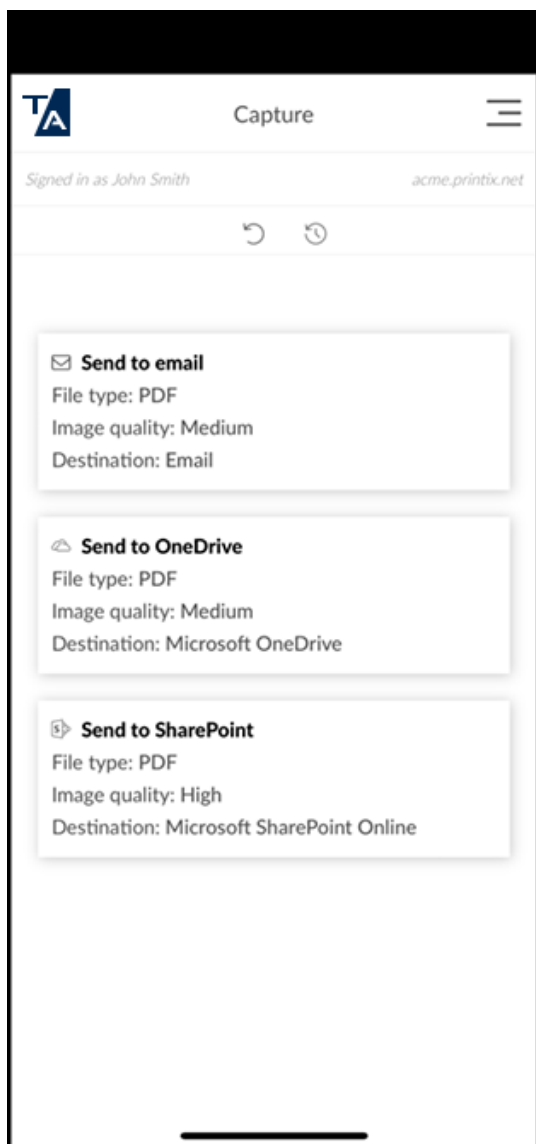 TA
Capture
Signed in as John Smith acme.printix.net
Send to email
File type: PDF
Image quality: Medium
Destination: Email
Send to OneDrive
File type: PDF
Image quality: Medium
Destination: Microsoft OneDrive
S Send to SharePoint
File type: PDF
Image quality: High
Destination: Microsoft SharePoint Online